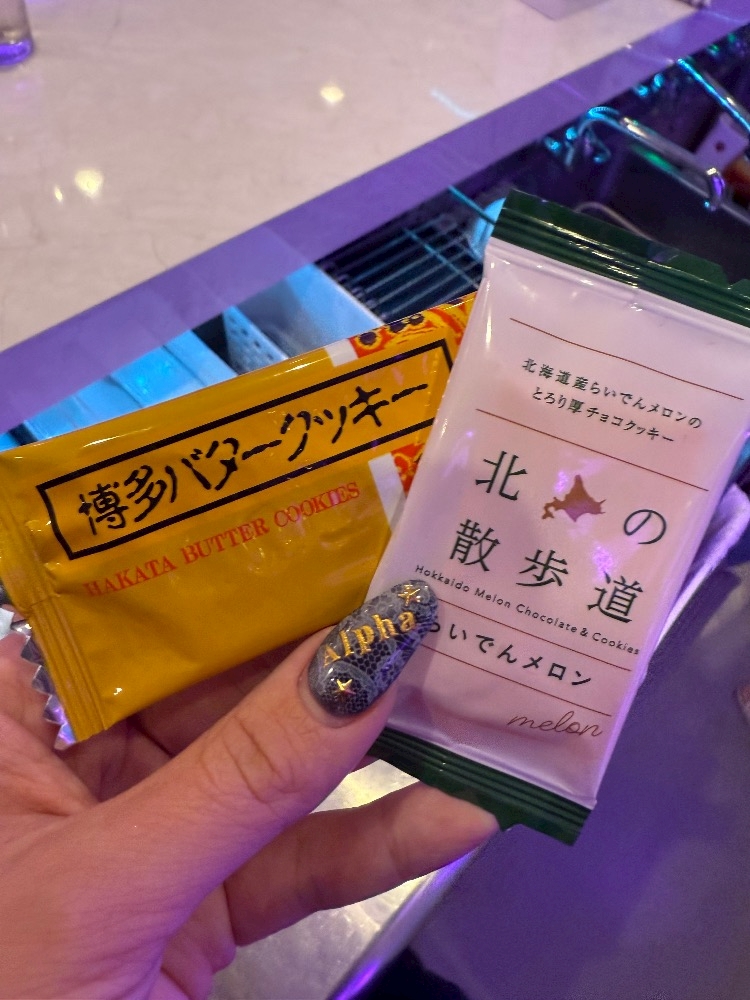 博多バタークッキー
HAKATA BUTTER COOKIES
北海道産らいでんメロンの
とろり厚チョコクッキー
北の
散歩道
Hokkaido Melon Chocolate & Cookies
らいでんメロン
melon
Alpha